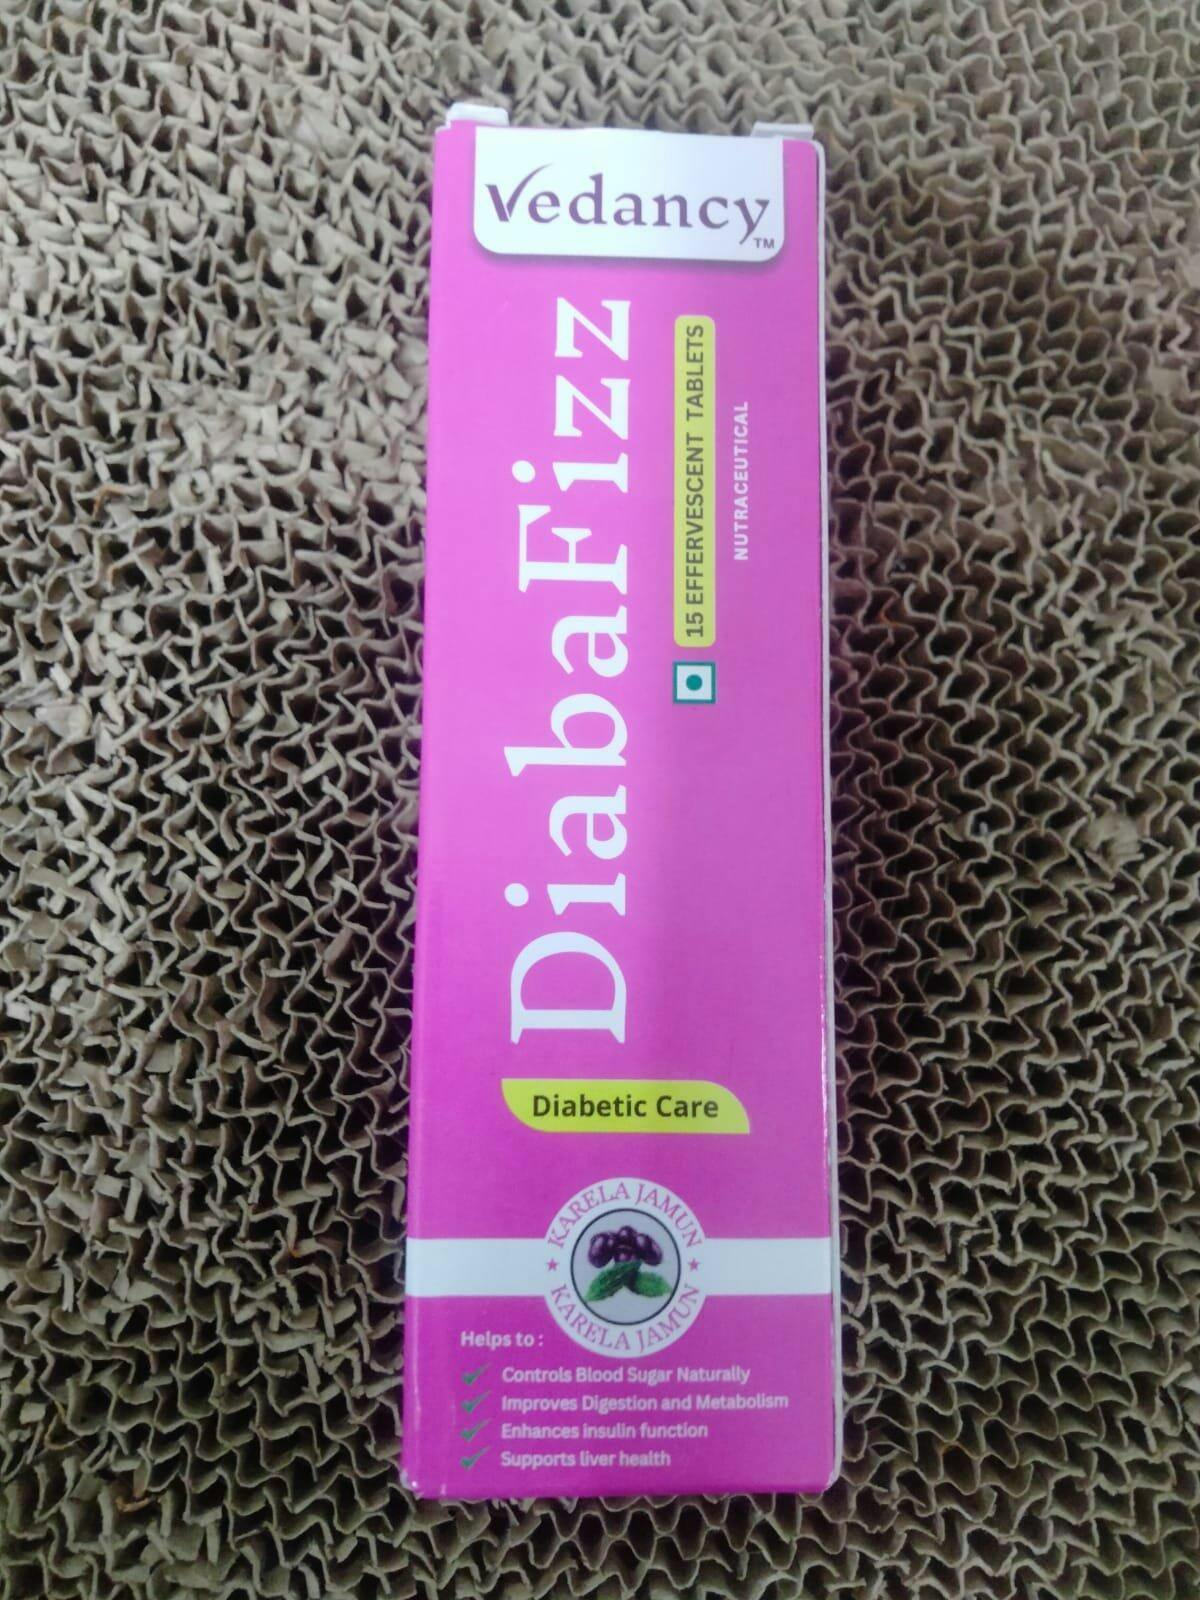 Vedancy
TM
DiabaFizz
15 EFFERVESCENT TABLETS
NUTRACEUTICAL
Diabetic Care
KARELA JAMUN
KARELA JAMUN
Helps to :
Controls Blood Sugar Naturally
Improves Digestion and Metabolism
Enhances insulin function
Supports liver health